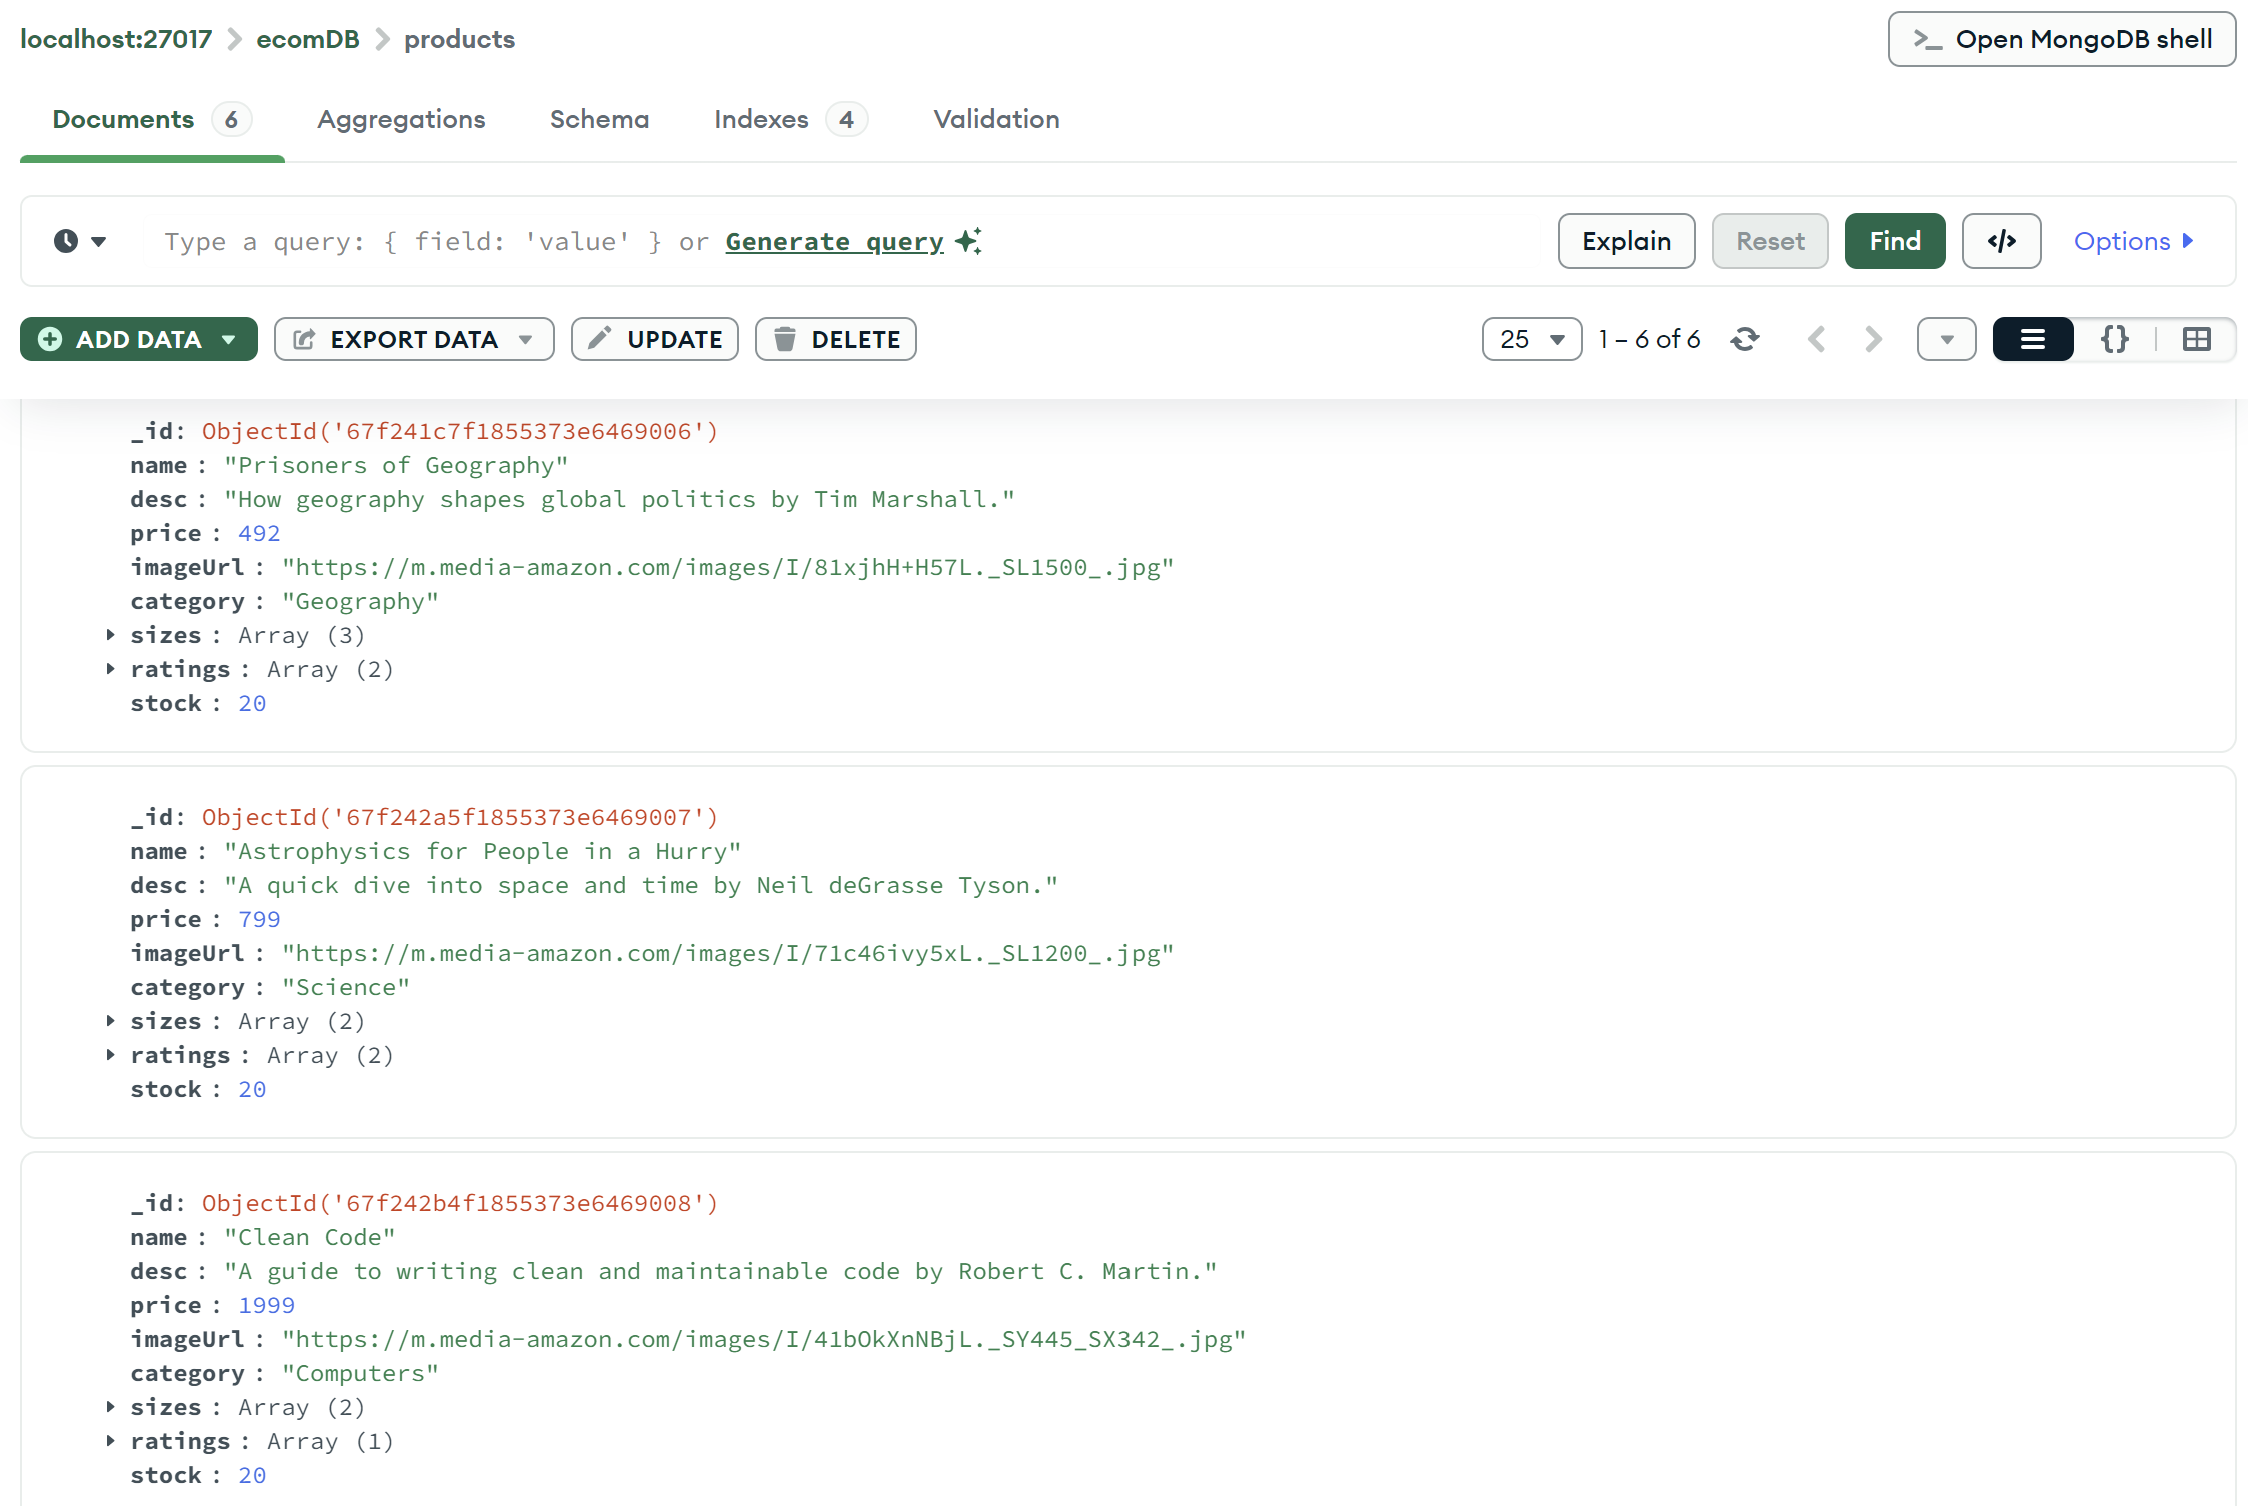 localhost:27017 ecomDB products
Open MongoDB shell
Documents 6 Aggregations Schema Indexes 4 Validation
Type a query: { field: 'value' } or Generate query
Explain Reset Find </> Options
ADD DATA EXPORT DATA UPDATE DELETE 25 1 – 6 of 6 {}
_id: ObjectId('67f241c7f1855373e6469006')
name : "Prisoners of Geography"
desc : "How geography shapes global politics by Tim Marshall."
price : 492
imageUrl : "https://m.media-amazon.com/images/I/81xjhH+H57L._SL1500_.jpg"
category : "Geography"
sizes : Array (3)
ratings : Array (2)
stock : 20
_id: ObjectId('67f242a5f1855373e6469007')
name : "Astrophysics for People in a Hurry"
desc : "A quick dive into space and time by Neil deGrasse Tyson."
price : 799
imageUrl : "https://m.media-amazon.com/images/I/71c46ivy5xL._SL1200_.jpg"
category : "Science"
sizes : Array (2)
ratings : Array (2)
stock : 20
_id: ObjectId('67f242b4f1855373e6469008')
name : "Clean Code"
desc : "A guide to writing clean and maintainable code by Robert C. Martin."
price : 1999
imageUrl : "https://m.media-amazon.com/images/I/41bOkXnNBjL._SY445_SX342_.jpg"
category : "Computers"
sizes : Array (2)
ratings : Array (1)
stock : 20